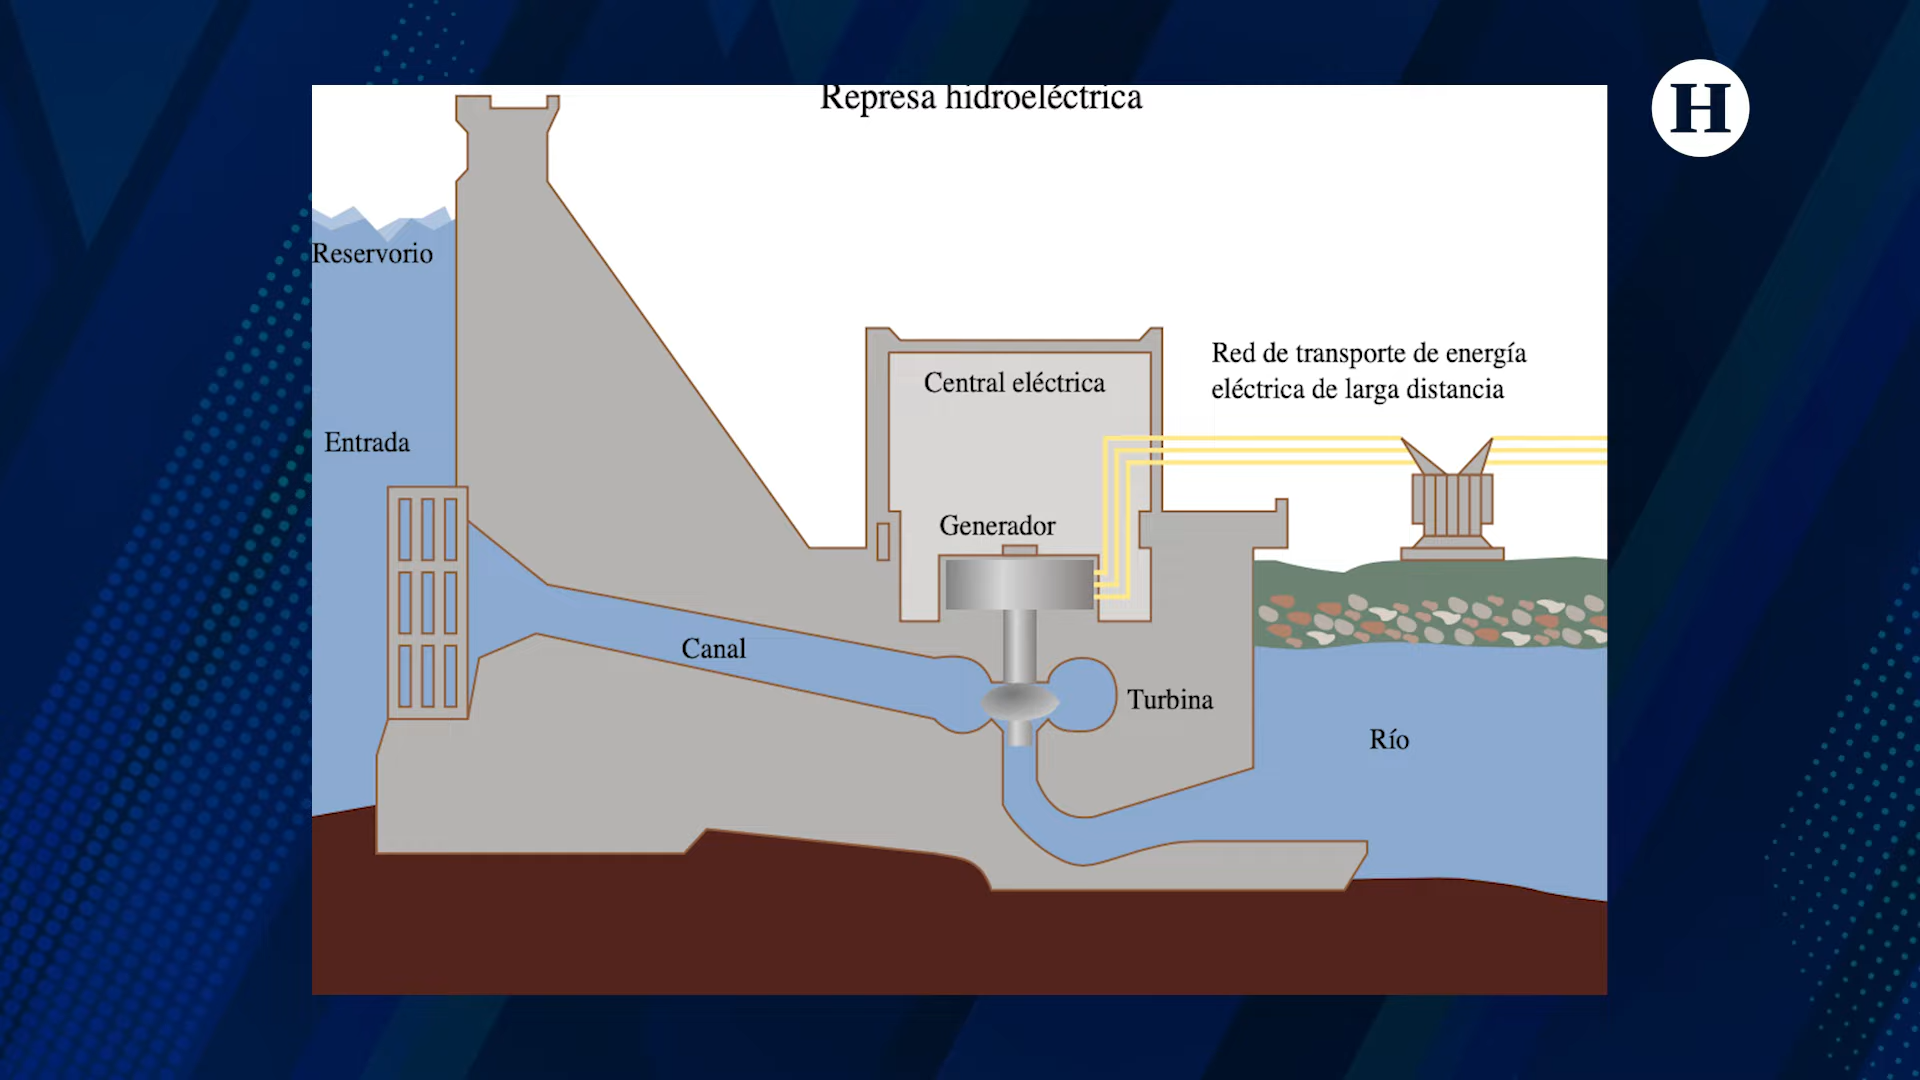 Represa hidroeléctrica
H
Reservorio
Red de transporte de energía
eléctrica de larga distancia
Central eléctrica
Entrada
Generador
Canal
Turbina
Río